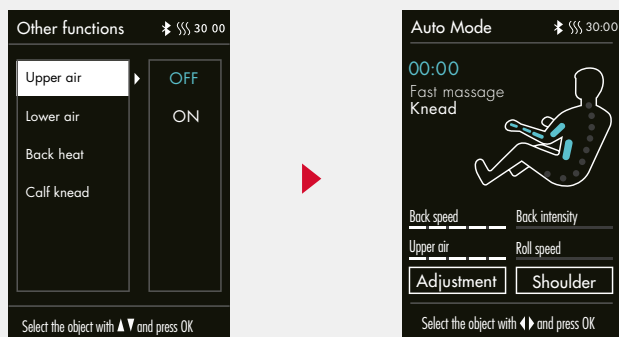 Other functions 30 00
Upper air OFF
Lower air ON
Back heat
Calf knead
Select the object with ▲▼ and press OK
Auto Mode 30:00
00:00
Fast massage
Knead
Back speed Back intensity
Upper air Roll speed
Adjustment Shoulder
Select the object with ◀▶ and press OK